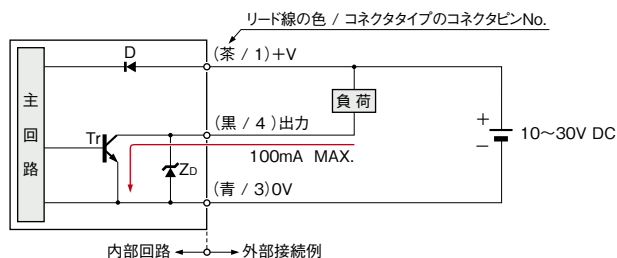 リード線の色 / コネクタタイプのコネクタピンNo.
D
(茶 / 1)+V
主回路
負荷
Tr
(黒 / 4)出力
+
−
10〜30V DC
100mA MAX.
ZD
(青 / 3)0V
内部回路
外部接続例